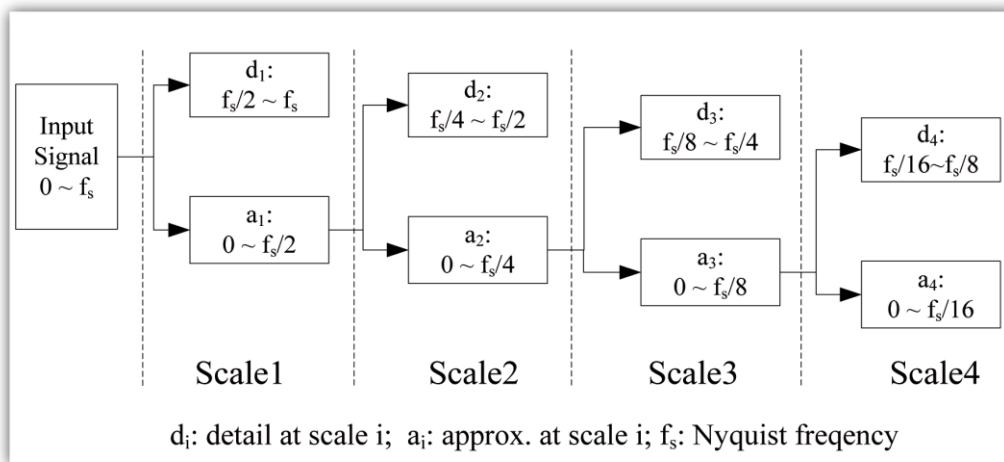 Input
Signal
0 ~ fₛ
d₁:
fₛ/2 ~ fₛ
a₁:
0 ~ fₛ/2
d₂:
fₛ/4 ~ fₛ/2
a₂:
0 ~ fₛ/4
d₃:
fₛ/8 ~ fₛ/4
a₃:
0 ~ fₛ/8
d₄:
fₛ/16~fₛ/8
a₄:
0 ~ fₛ/16
Scale1
Scale2
Scale3
Scale4
dᵢ: detail at scale i; aᵢ: approx. at scale i; fₛ: Nyquist freqency